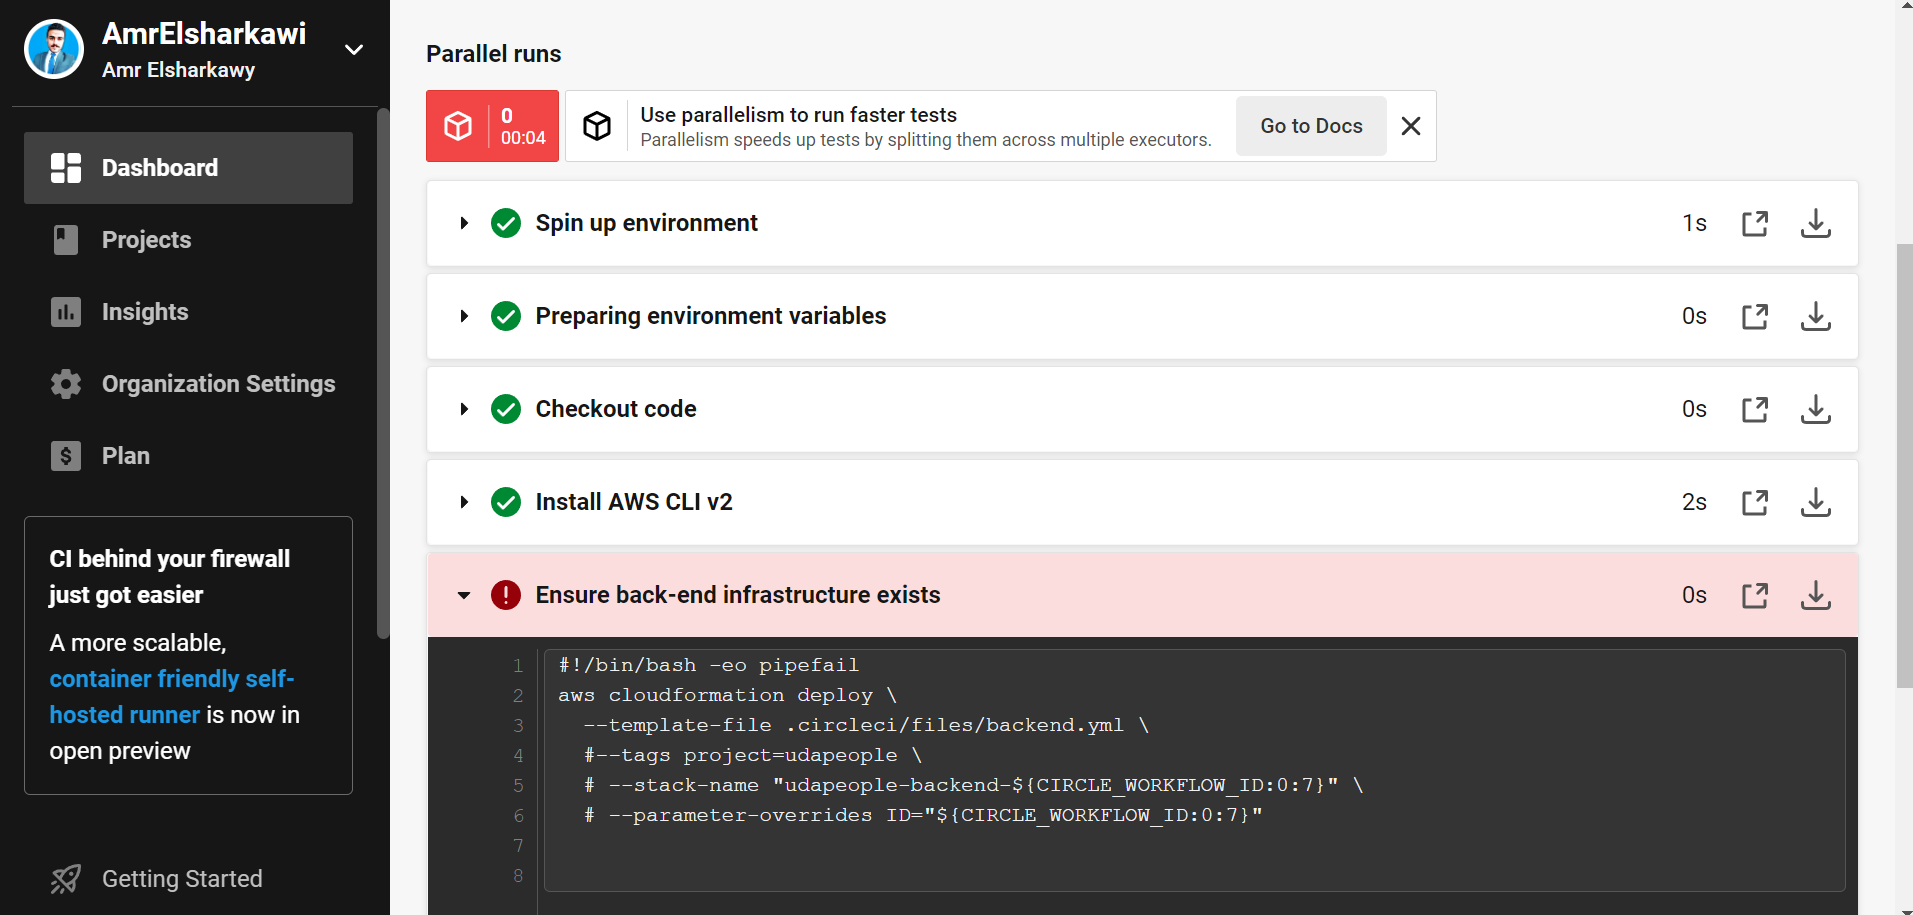 AmrElsharkawi
Amr Elsharkawy
Dashboard
Projects
Insights
Organization Settings
Plan
CI behind your firewall
just got easier
A more scalable,
container friendly self-
hosted runner is now in
open preview
Getting Started
Parallel runs
0
00:04
Use parallelism to run faster tests
Parallelism speeds up tests by splitting them across multiple executors.
Go to Docs
Spin up environment 1s
Preparing environment variables 0s
Checkout code 0s
Install AWS CLI v2 2s
Ensure back-end infrastructure exists 0s
1 #!/bin/bash -eo pipefail
2 aws cloudformation deploy \
3 --template-file .circleci/files/backend.yml \
4 #--tags project=udapeople \
5 # --stack-name "udapeople-backend-${CIRCLE_WORKFLOW_ID:0:7}" \
6 # --parameter-overrides ID="${CIRCLE_WORKFLOW_ID:0:7}"
7
8